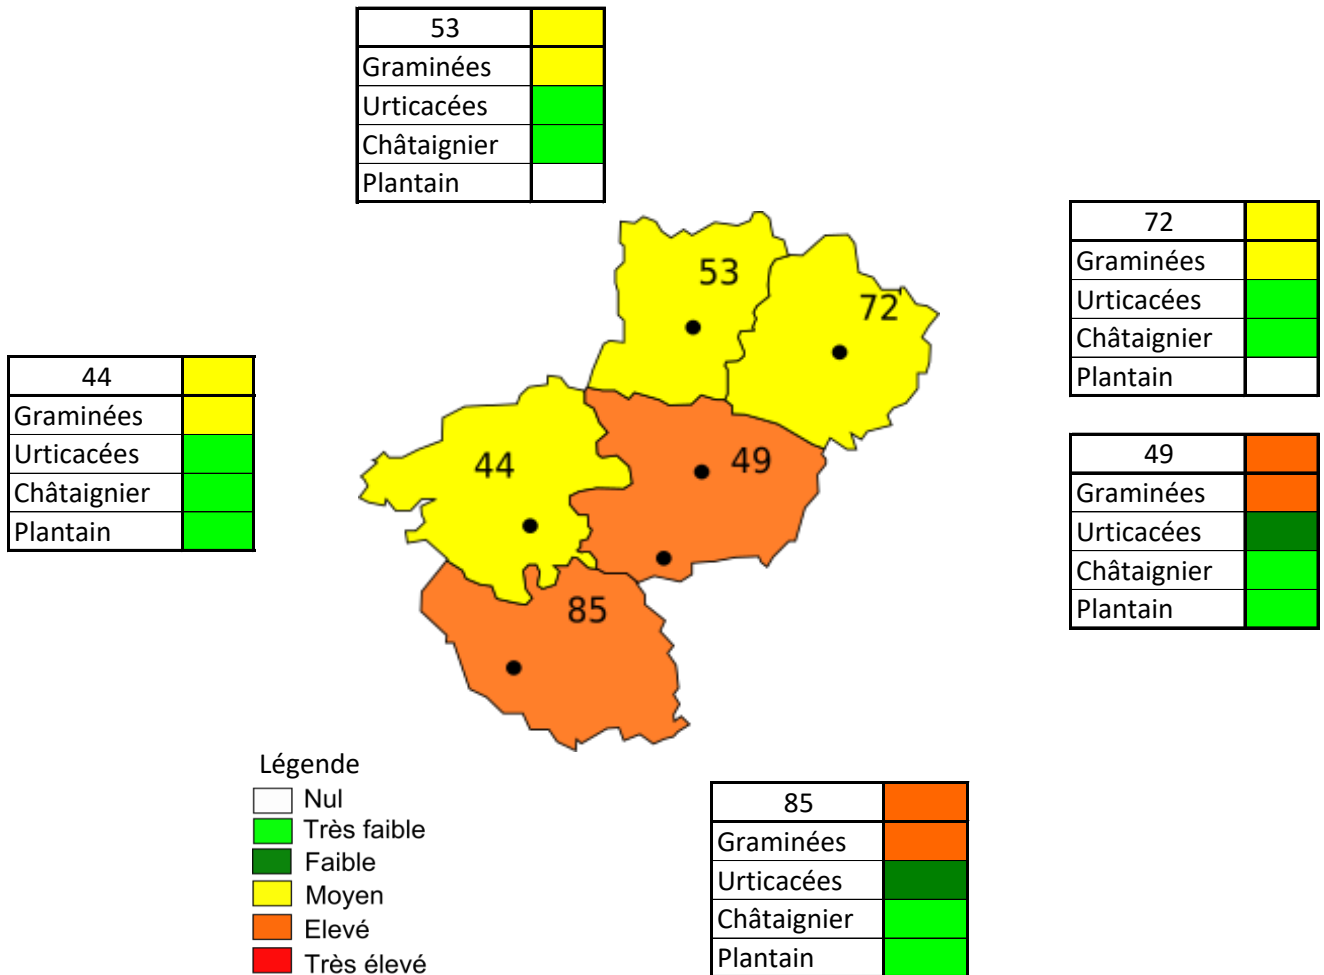 53
Graminées
Urticacées
Châtaignier
Plantain
72
Graminées
Urticacées
Châtaignier
Plantain
53
72
44
Graminées
Urticacées
Châtaignier
Plantain
44
49
49
Graminées
Urticacées
Châtaignier
Plantain
85
Légende
Nul
Très faible
Faible
Moyen
Elevé
Très élevé
85
Graminées
Urticacées
Châtaignier
Plantain